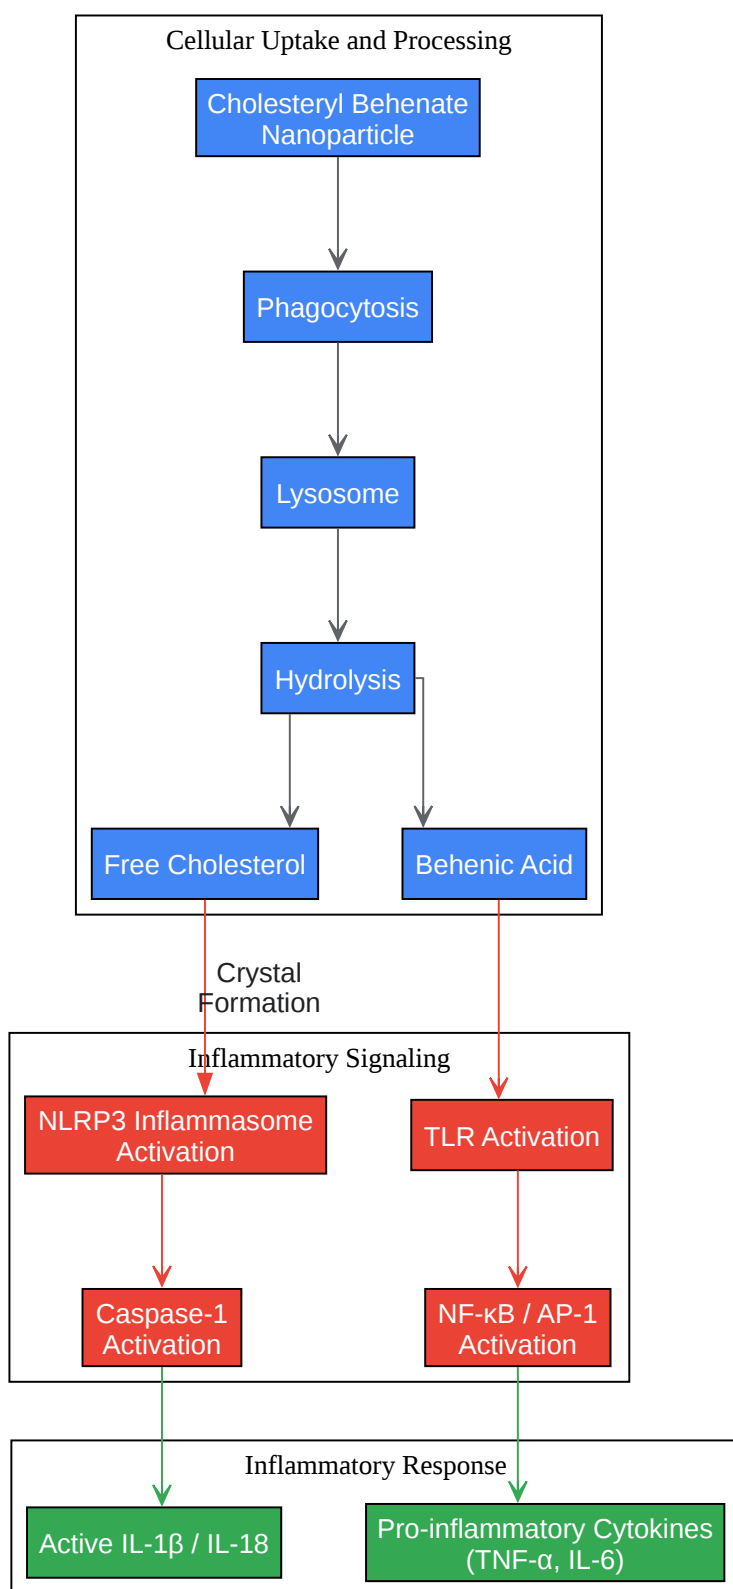 Cellular Uptake and Processing
Cholesteryl Behenate
Nanoparticle
Phagocytosis
Lysosome
Hydrolysis
Free Cholesterol
Behenic Acid
Crystal
Formation
Inflammatory Signaling
NLRP3 Inflammasome
Activation
TLR Activation
Caspase-1
Activation
NF-κB / AP-1
Activation
Inflammatory Response
Active IL-1β / IL-18
Pro-inflammatory Cytokines
(TNF-α, IL-6)